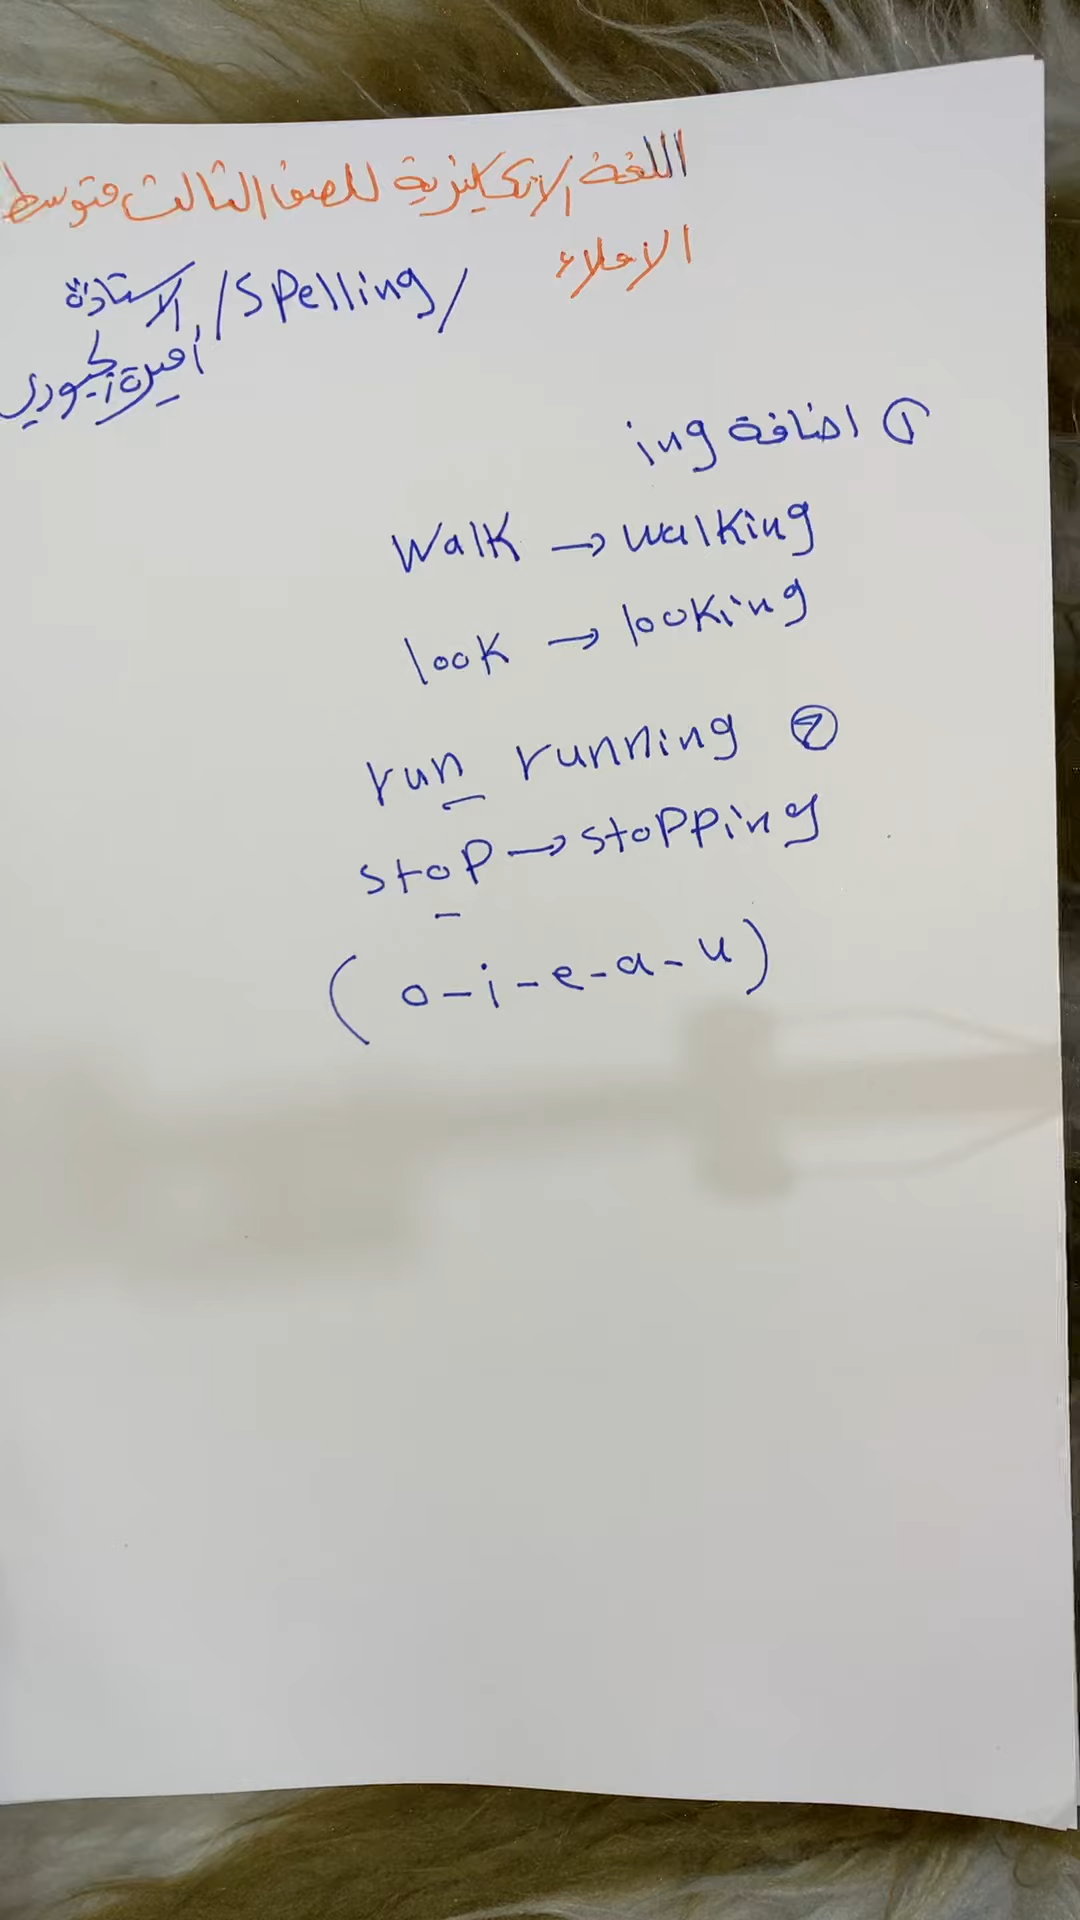 اللغة الانكليزية للصف الثالث متوسط
الاملاء
/Spelling/ الاستاذة
أميرة الجبوري
① اضافة ing
Walk → walking
look → looking
run running ②
stop → stopping
( o - i - e - a - u )